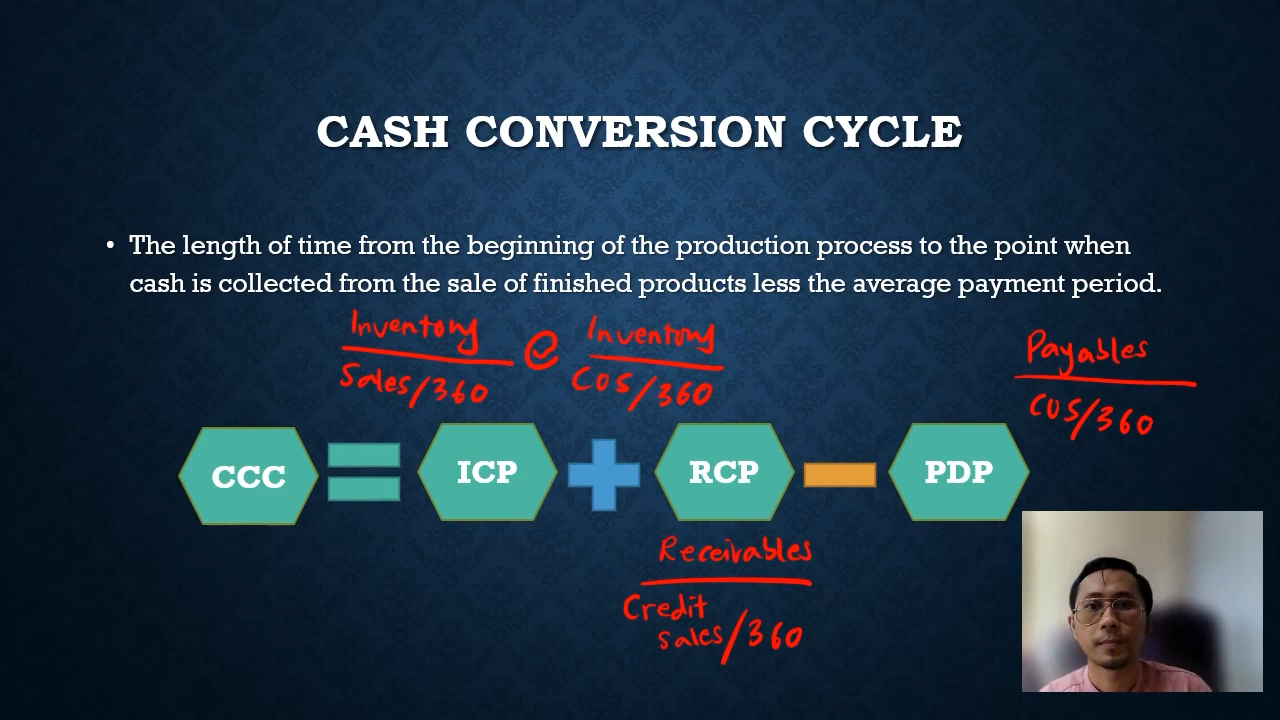 CASH CONVERSION CYCLE
• The length of time from the beginning of the production process to the point when
cash is collected from the sale of finished products less the average payment period.
Inventory
Sales/360
@
Inventory
COS/360
Payables
COS/360
CCC = ICP + RCP - PDP
Receivables
Credit
sales/360